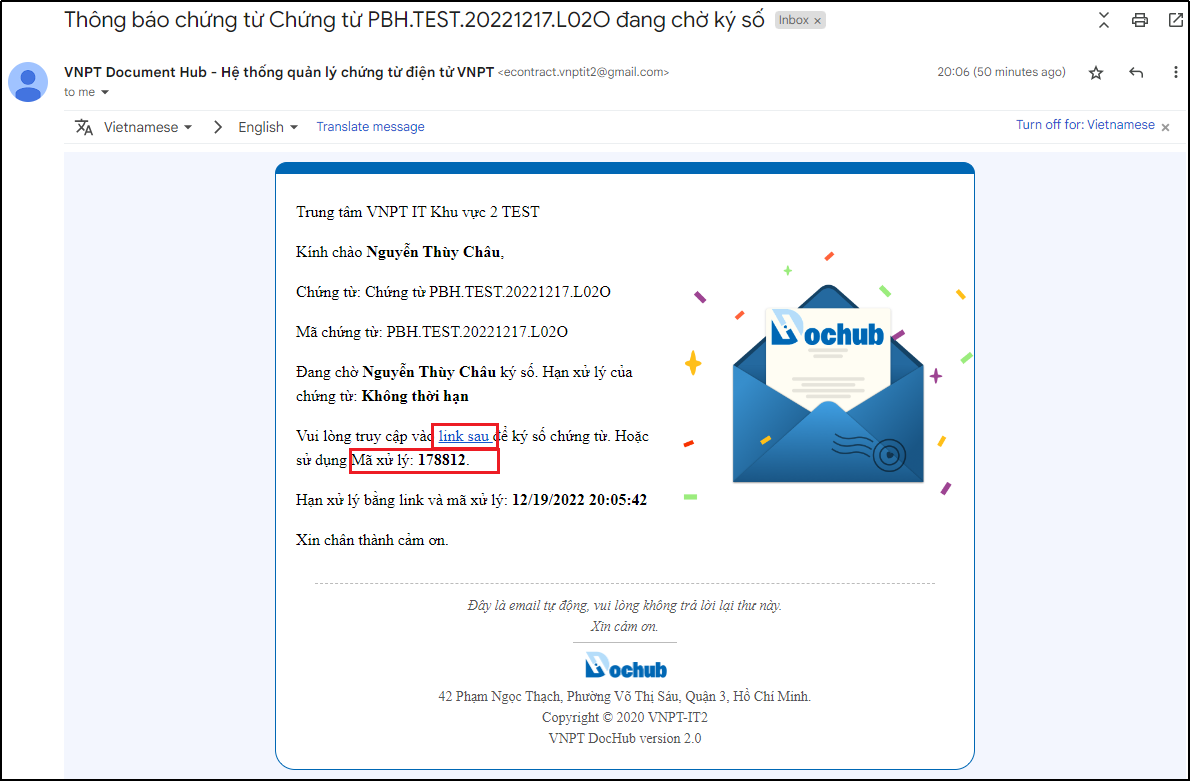 Thông báo chứng từ Chứng từ PBH.TEST.20221217.L02O đang chờ ký số Inbox ×
VNPT Document Hub - Hệ thống quản lý chứng từ điện tử VNPT <econtract.vnptit2@gmail.com> 20:06 (50 minutes ago)
to me
Vietnamese > English Translate message Turn off for: Vietnamese ×
Trung tâm VNPT IT Khu vực 2 TEST
Kính chào Nguyễn Thùy Châu,
Chứng từ: Chứng từ PBH.TEST.20221217.L02O
Mã chứng từ: PBH.TEST.20221217.L02O
Đang chờ Nguyễn Thùy Châu ký số. Hạn xử lý của
chứng từ: Không thời hạn
Vui lòng truy cập vào link sau để ký số chứng từ. Hoặc
sử dụng Mã xử lý: 178812.
Hạn xử lý bằng link và mã xử lý: 12/19/2022 20:05:42
Xin chân thành cảm ơn.
Dochub
Đây là email tự động, vui lòng không trả lời lại thư này.
Xin cảm ơn.
Dochub
42 Phạm Ngọc Thạch, Phường Võ Thị Sáu, Quận 3, Hồ Chí Minh.
Copyright © 2020 VNPT-IT2
VNPT DocHub version 2.0